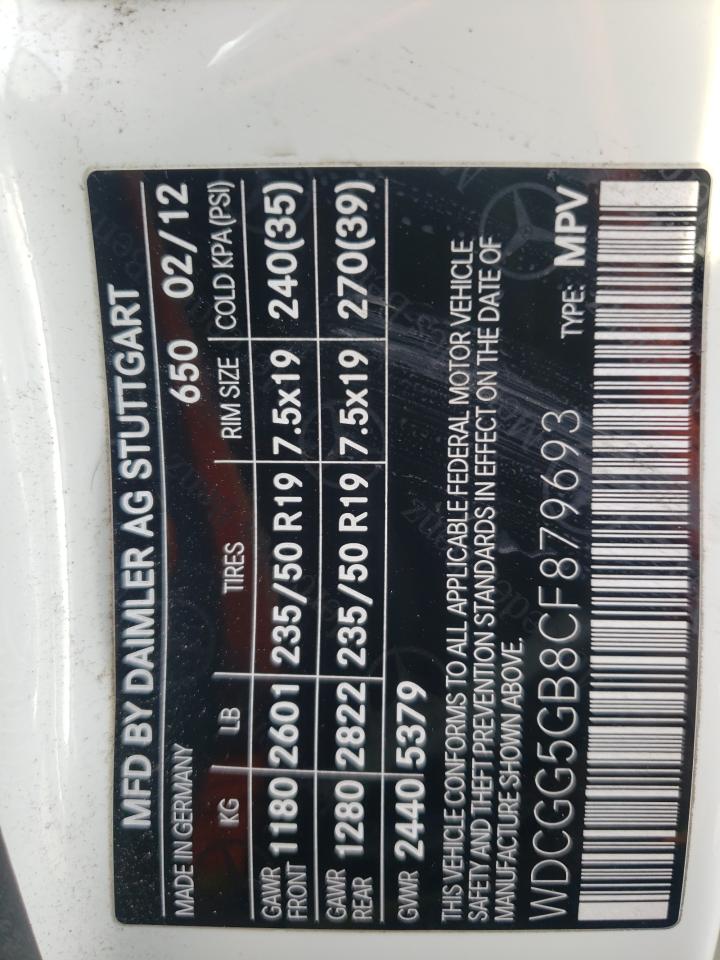 MFD BY DAIMLER AG STUTTGART
MADE IN GERMANY 650 02/12
KG LB TIRES RIM SIZE COLD KPA(PSI)
GAWR FRONT 1180 2601 235/50 R19 7.5x19 240(35)
GAWR REAR 1280 2822 235/50 R19 7.5x19 270(39)
GVWR 2440 5379
THIS VEHICLE CONFORMS TO ALL APPLICABLE FEDERAL MOTOR VEHICLE
SAFETY AND THEFT PREVENTION STANDARDS IN EFFECT ON THE DATE OF
MANUFACTURE SHOWN ABOVE.
WDCGG5GB8CF879693 TYPE: MPV